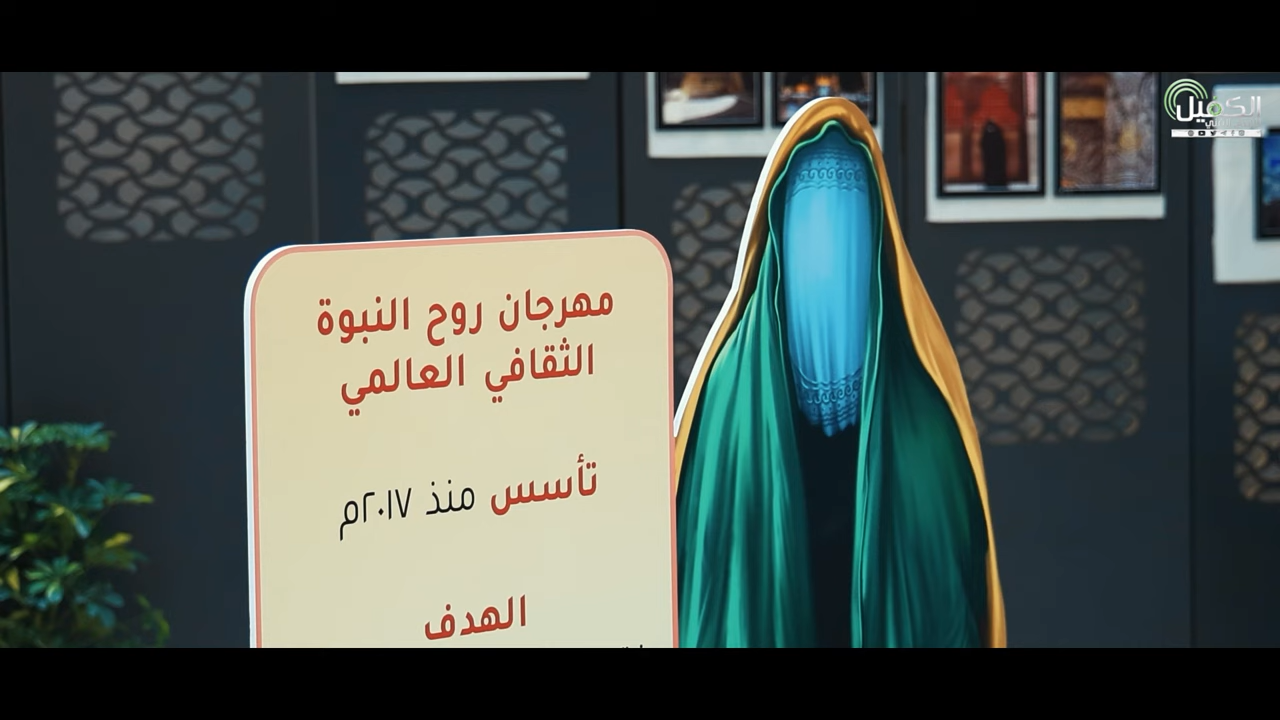 مهرجان روح النبوة
الثقافي العالمي
تأسس منذ ٢٠١٧م
الهدف
الكفيل